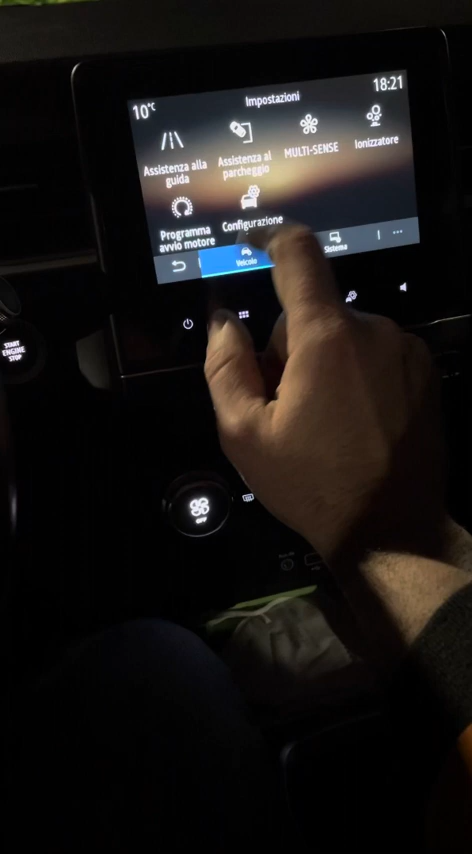 10°C
Impostazioni
18:21
Assistenza alla
guida
Assistenza al
parcheggio
MULTI-SENSE
Ionizzatore
Programma
avvio motore
Configurazione
Veicolo
Sistema
START
ENGINE
STOP
OFF